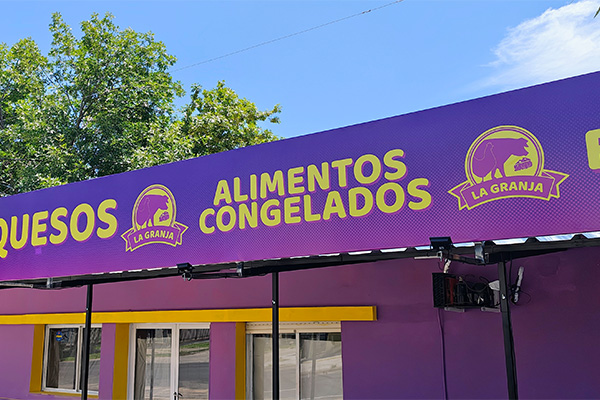 QUESOS
LA GRANJA
ALIMENTOS
CONGELADOS
LA GRANJA